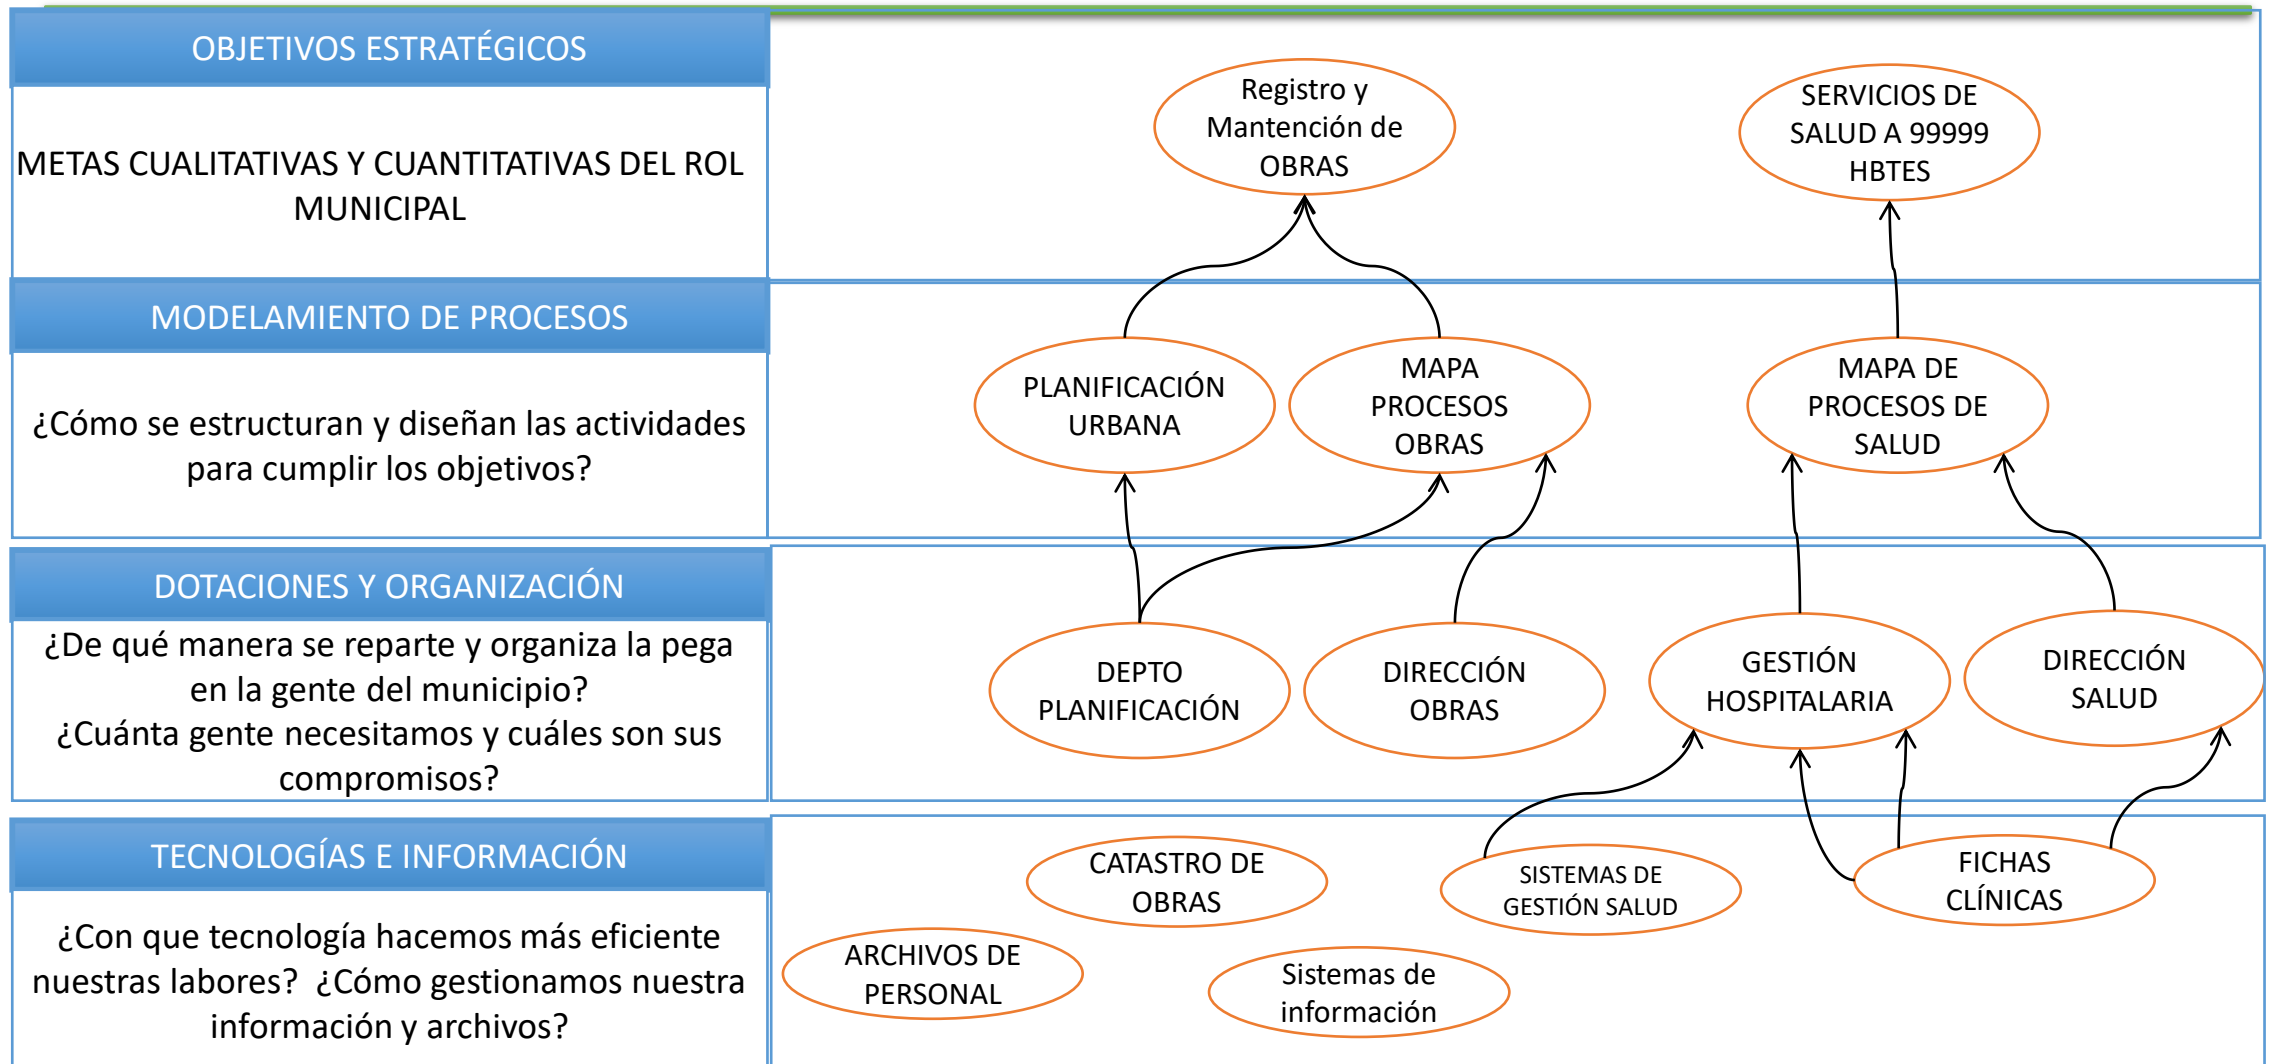 OBJETIVOS ESTRATÉGICOS
METAS CUALITATIVAS Y CUANTITATIVAS DEL ROL
MUNICIPAL
Registro y
Mantención de
OBRAS
SERVICIOS DE
SALUD A 99999
HBTES
MODELAMIENTO DE PROCESOS
¿Cómo se estructuran y diseñan las actividades
para cumplir los objetivos?
PLANIFICACIÓN
URBANA
MAPA
PROCESOS
OBRAS
MAPA DE
PROCESOS DE
SALUD
DOTACIONES Y ORGANIZACIÓN
¿De qué manera se reparte y organiza la pega
en la gente del municipio?
¿Cuánta gente necesitamos y cuáles son sus
compromisos?
DEPTO
PLANIFICACIÓN
DIRECCIÓN
OBRAS
GESTIÓN
HOSPITALARIA
DIRECCIÓN
SALUD
TECNOLOGÍAS E INFORMACIÓN
¿Con que tecnología hacemos más eficiente
nuestras labores? ¿Cómo gestionamos nuestra
información y archivos?
CATASTRO DE
OBRAS
ARCHIVOS DE
PERSONAL
Sistemas de
información
SISTEMAS DE
GESTIÓN SALUD
FICHAS
CLÍNICAS